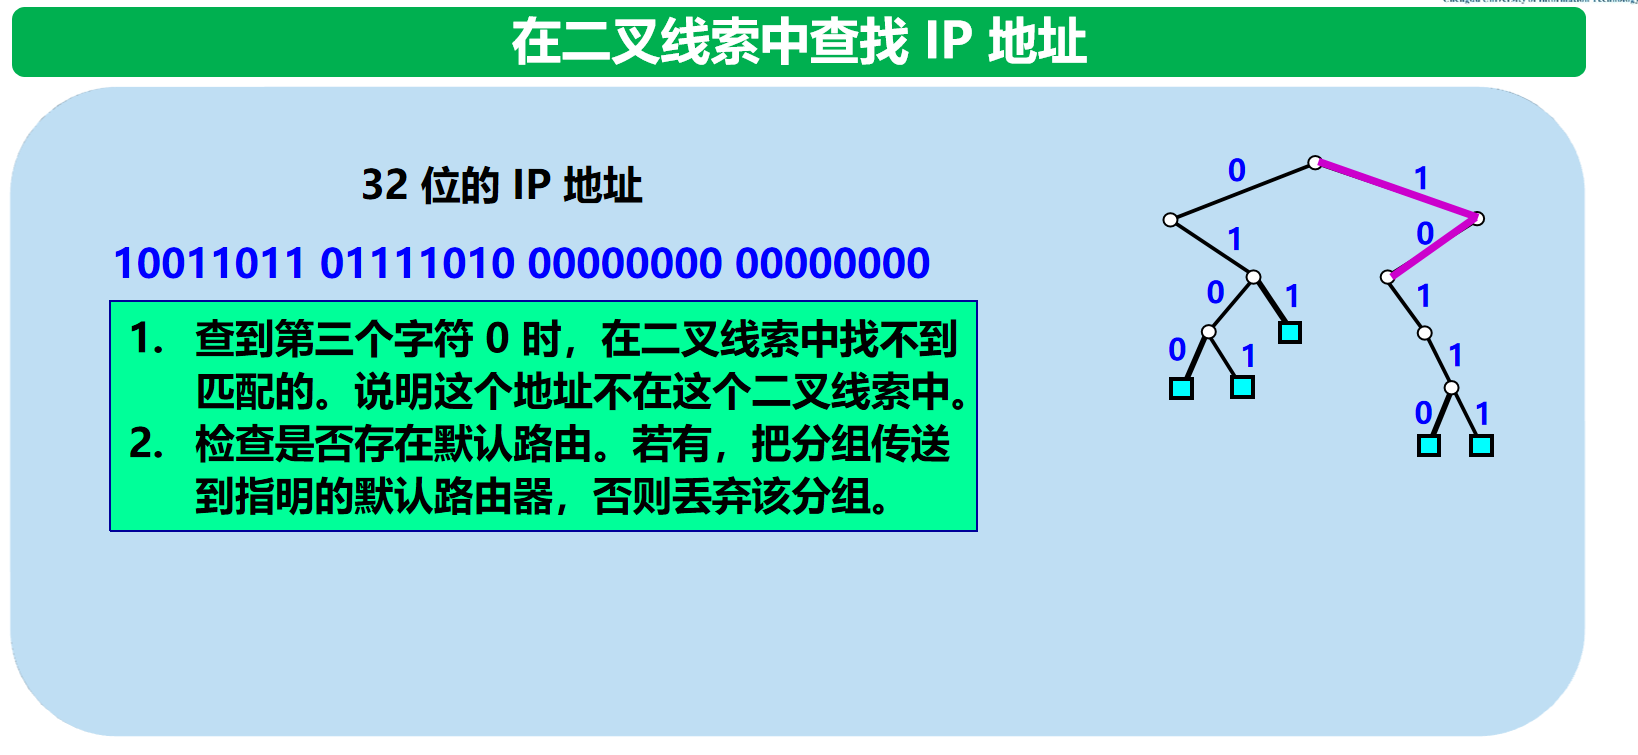 在二叉线索中查找 IP 地址
32 位的 IP 地址
10011011 01111010 00000000 00000000
1. 查到第三个字符 0 时，在二叉线索中找不到
匹配的。说明这个地址不在这个二叉线索中。
2. 检查是否存在默认路由。若有，把分组传送
到指明的默认路由器，否则丢弃该分组。
0 1
1 0
0 1 1
0 1 1
0 1